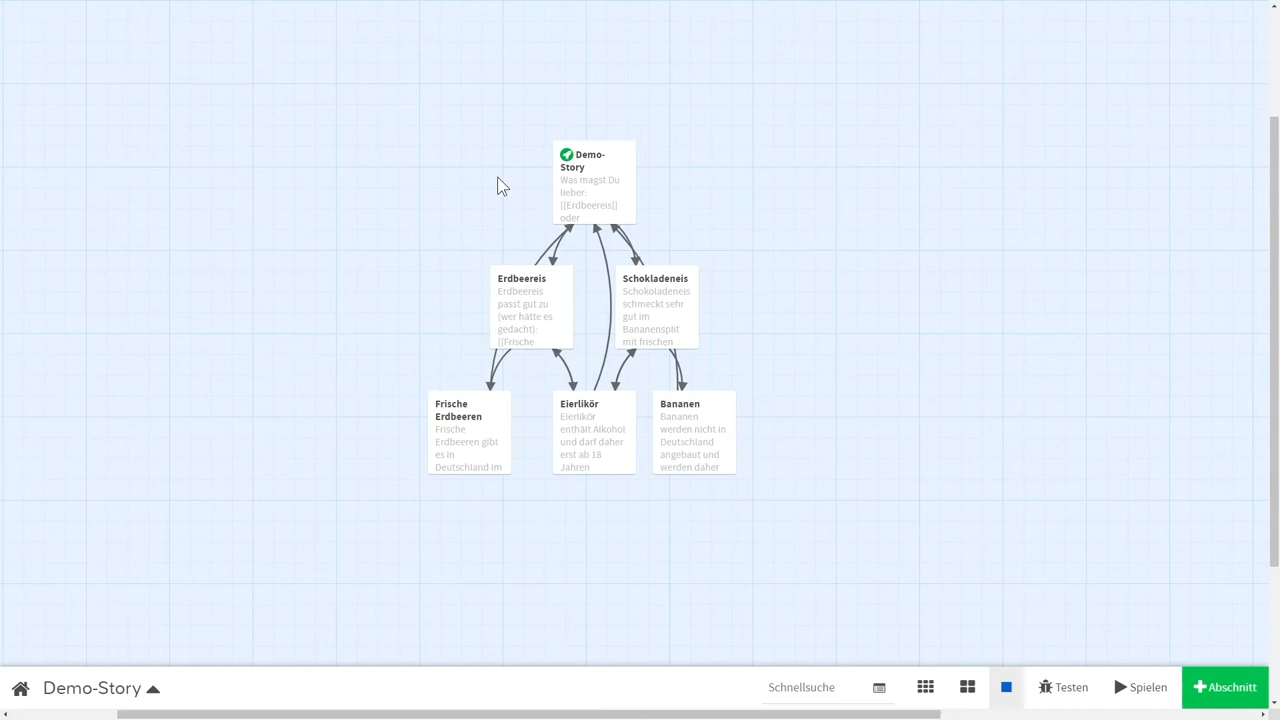 Demo-
Story
Was magst Du
lieber:
[[Erdbeereis]]
oder
Erdbeereis
Erdbeereis
passt gut zu
(wer hätte es
gedacht):
[[Frische
Schokladeneis
Schokoladeneis
schmeckt sehr
gut im
Bananensplit
mit frischen
Frische
Erdbeeren
Frische
Erdbeeren gibt
es in
Deutschland im
Eierlikör
Eierlikör
enthält Alkohol
und darf daher
erst ab 18
Jahren
Bananen
Bananen
werden nicht in
Deutschland
angebaut und
werden daher
Demo-Story
Schnellsuche
Testen
Spielen
Abschnitt